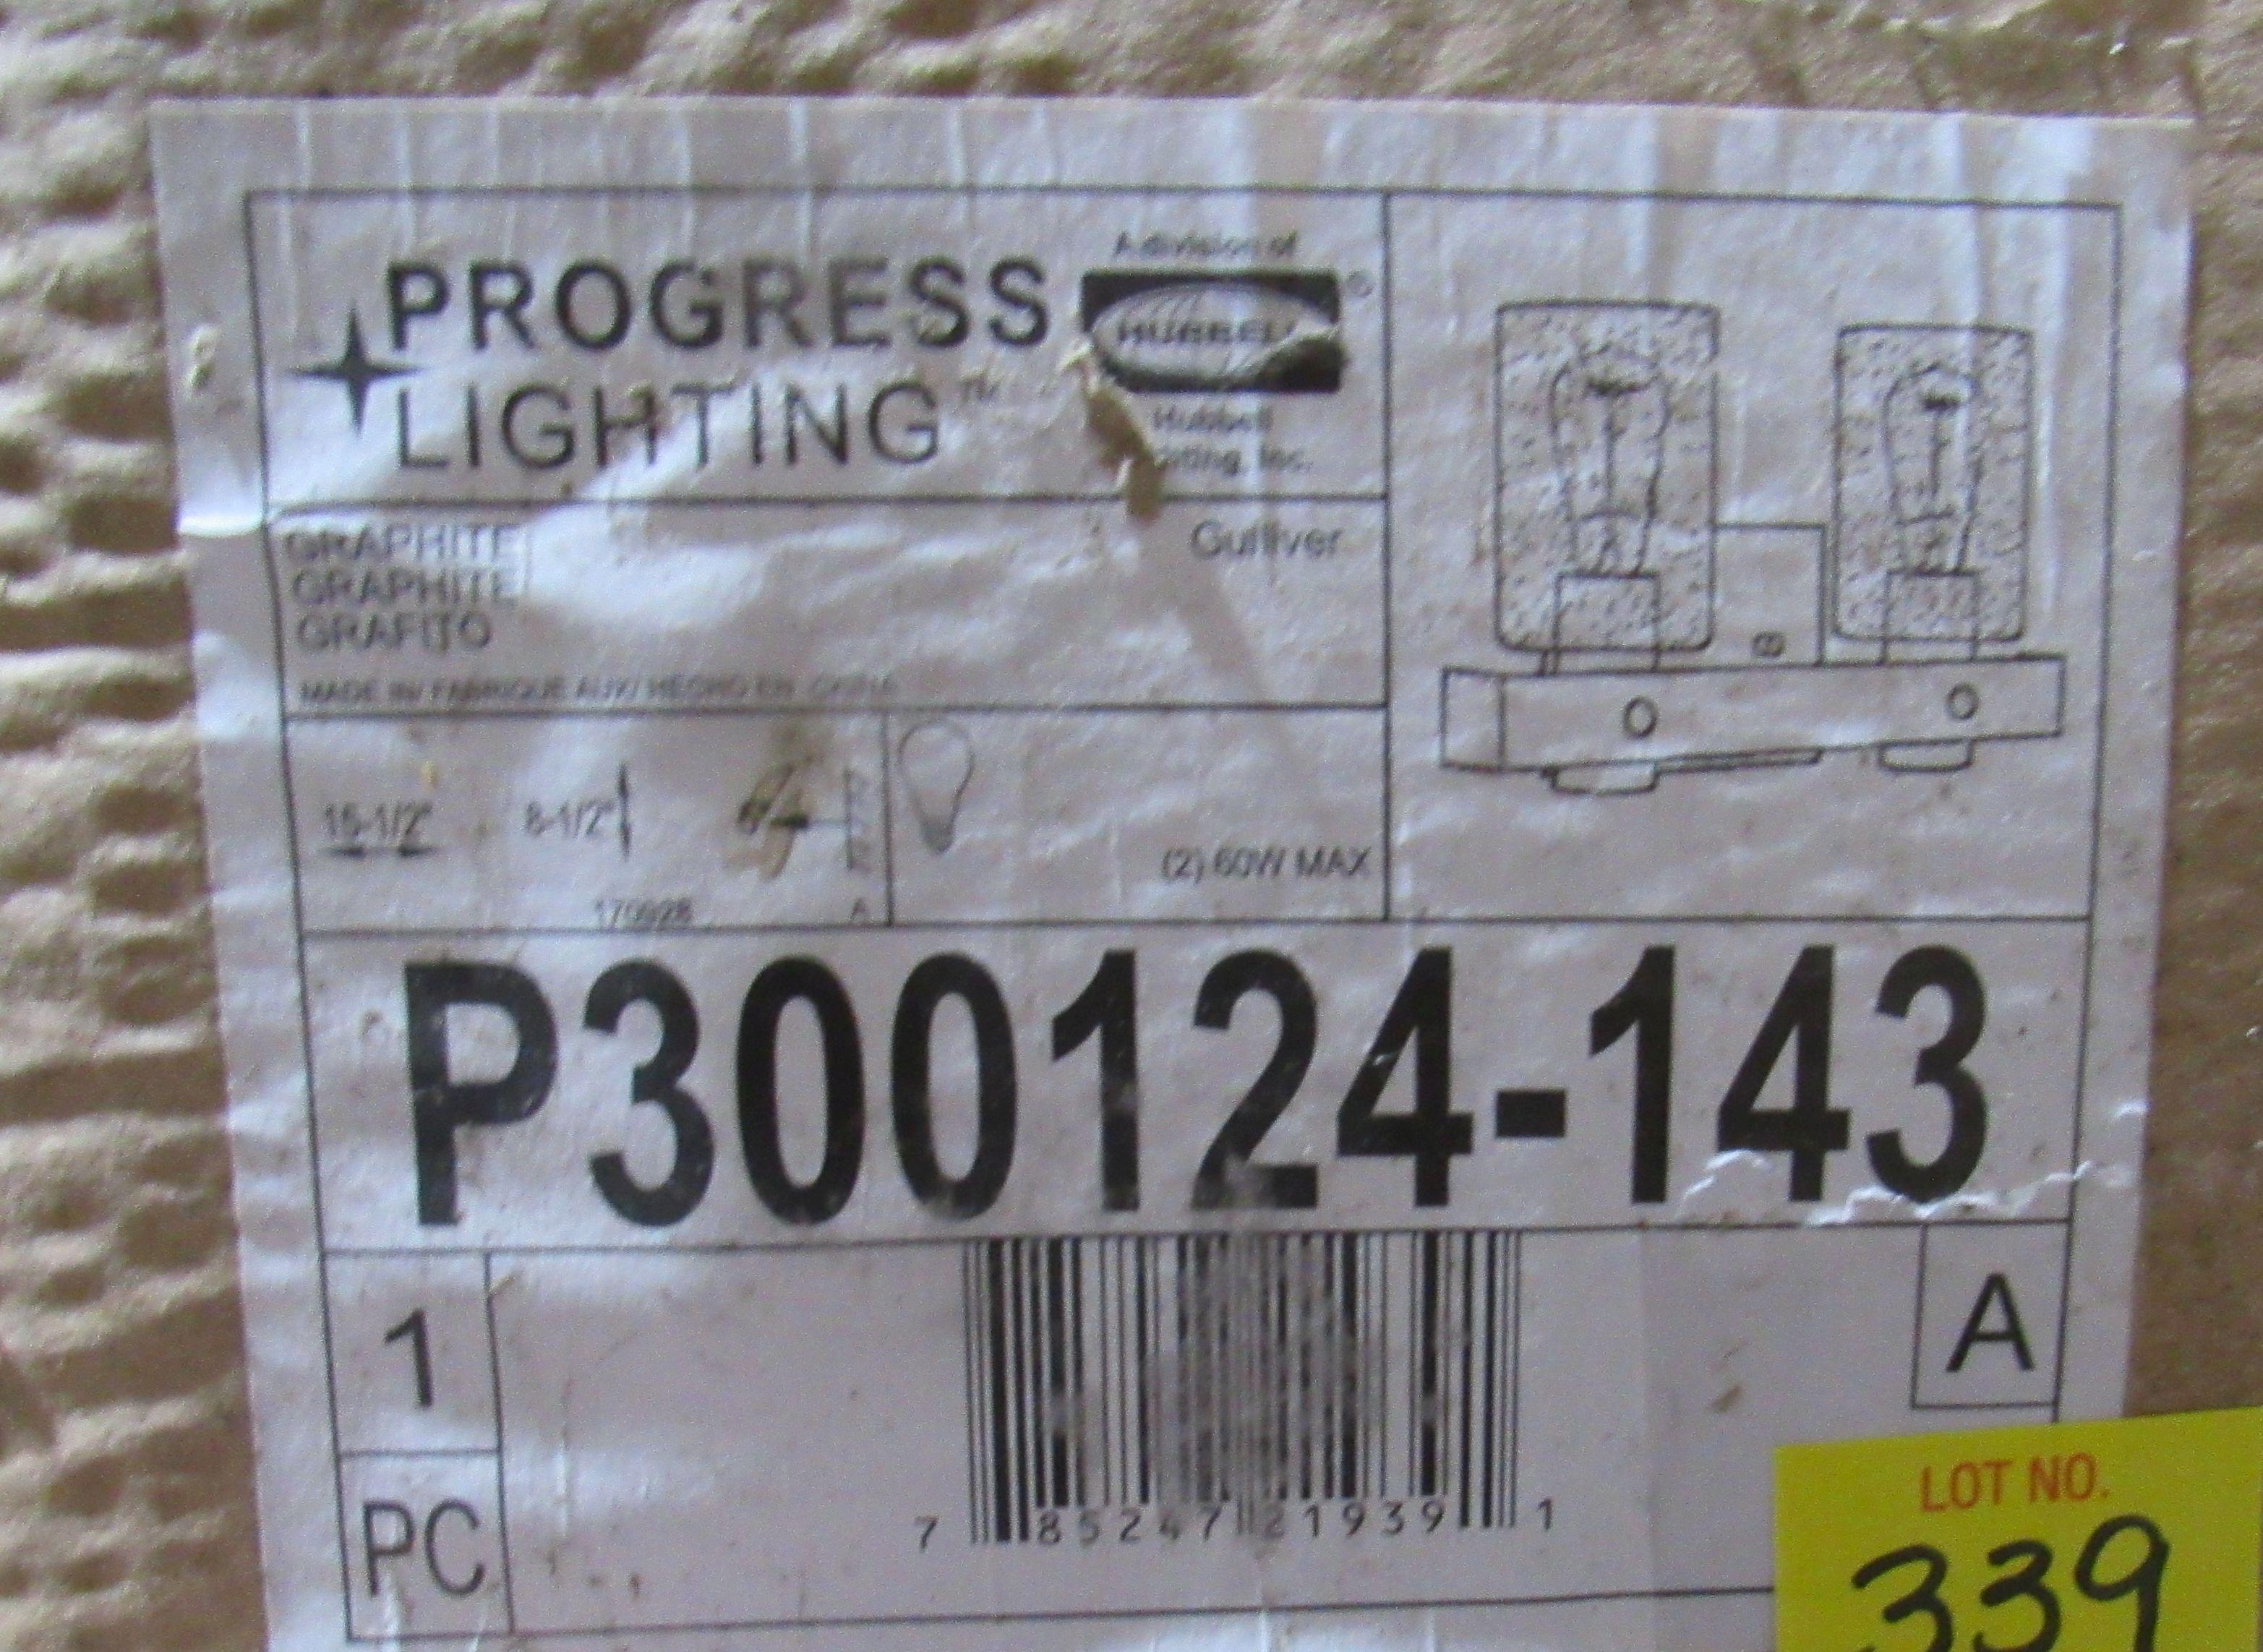 PROGRESS
LIGHTING
A division of
HUBBELL ®
Hubbell
Inc.
GRAPHITE
GRAPHITE
GRAFITO
Gulliver
MADE IN/ FABRIQUE AUX/ HECHO EN CHINA
15-1/2"
8-1/2"
(2) 60W MAX
170928
A
P300124-143
1
PC
A
7 85247 21939 1
LOT NO.
339